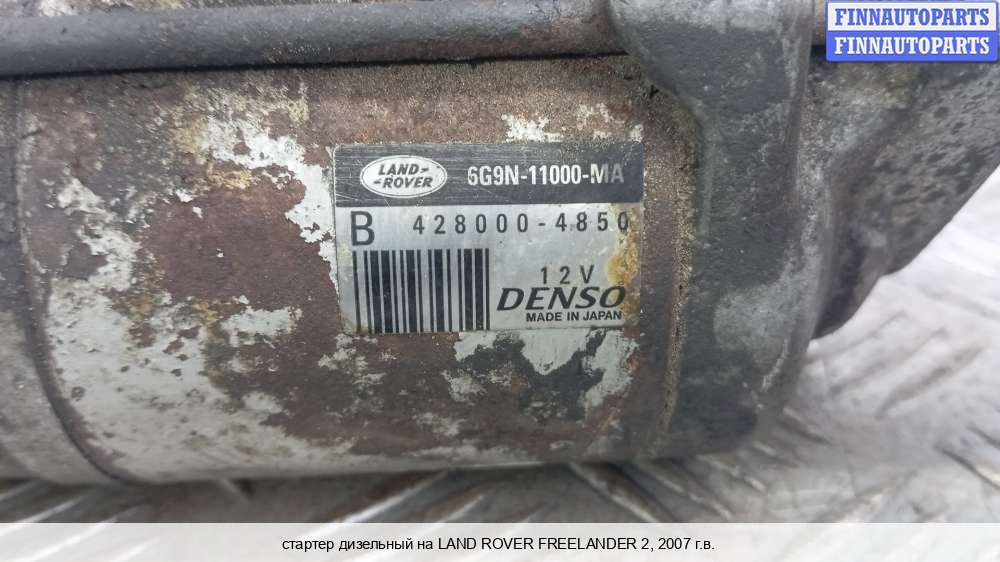 FINNAUTOPARTS
FINNAUTOPARTS
LAND-
-ROVER
6G9N-11000-MA
B 428000-4850
12V
DENSO
MADE IN JAPAN
стартер дизельный на LAND ROVER FREELANDER 2, 2007 г.в.